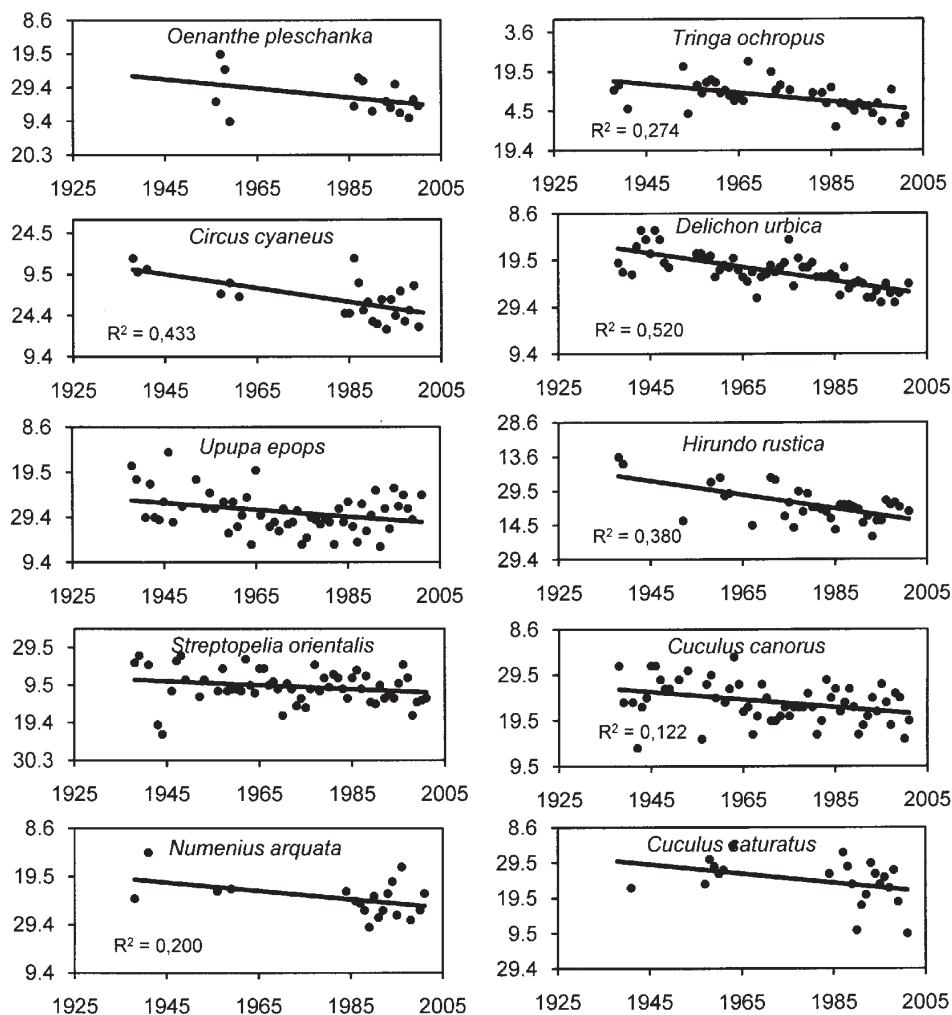 8.6
19.5
29.4
9.4
20.3
Oenanthe pleschanka
1925 1945 1965 1985 2005
3.6
19.5
4.5
19.4
Tringa ochropus
R² = 0,274
1925 1945 1965 1985 2005
24.5
9.5
24.4
9.4
Circus cyaneus
R² = 0,433
1925 1945 1965 1985 2005
8.6
19.5
29.4
9.4
Delichon urbica
R² = 0,520
1925 1945 1965 1985 2005
8.6
19.5
29.4
9.4
Upupa epops
1925 1945 1965 1985 2005
28.6
13.6
29.5
14.5
29.4
Hirundo rustica
R² = 0,380
1925 1945 1965 1985 2005
29.5
9.5
19.4
30.3
Streptopelia orientalis
1925 1945 1965 1985 2005
8.6
29.5
19.5
9.5
Cuculus canorus
R² = 0,122
1925 1945 1965 1985 2005
8.6
19.5
29.4
9.4
Numenius arquata
R² = 0,200
1925 1945 1965 1985 2005
8.6
29.5
19.5
9.5
29.4
Cuculus saturatus
1925 1945 1965 1985 2005